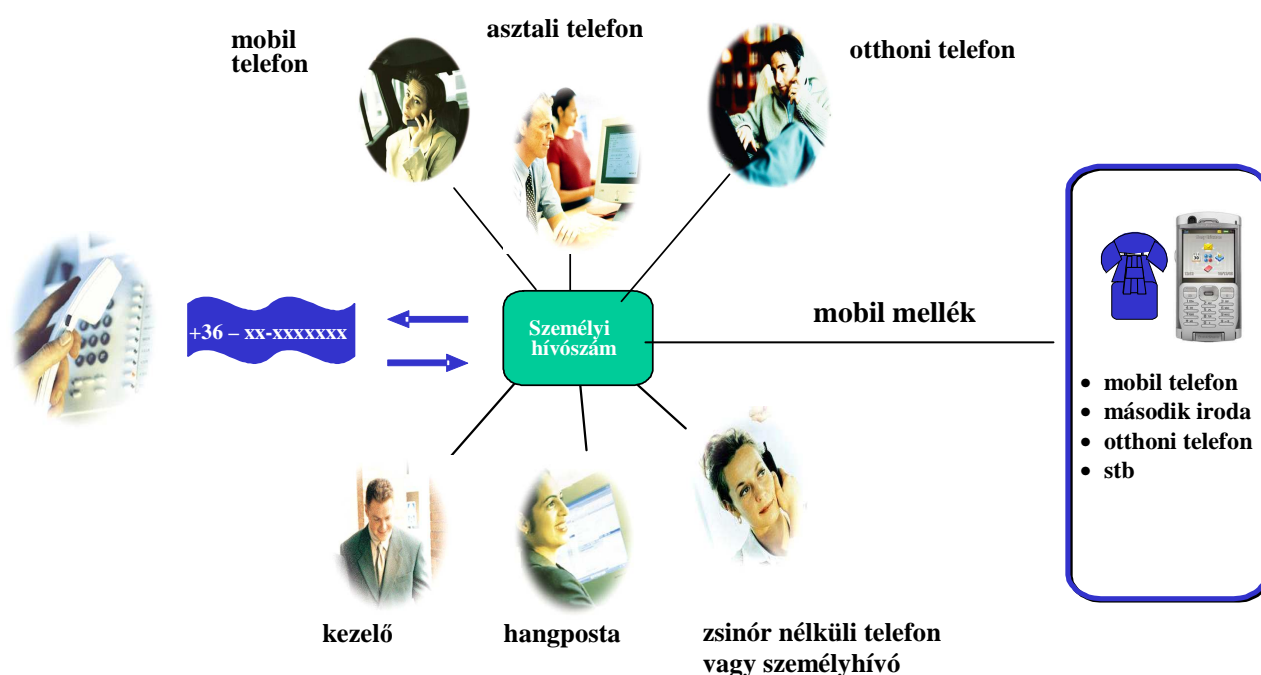 mobil
telefon
asztali telefon
otthoni telefon
+36 – xx-xxxxxxx
Személyi
hívószám
mobil mellék
• mobil telefon
• második iroda
• otthoni telefon
• stb
kezelő
hangposta
zsinór nélküli telefon
vagy személyhívó